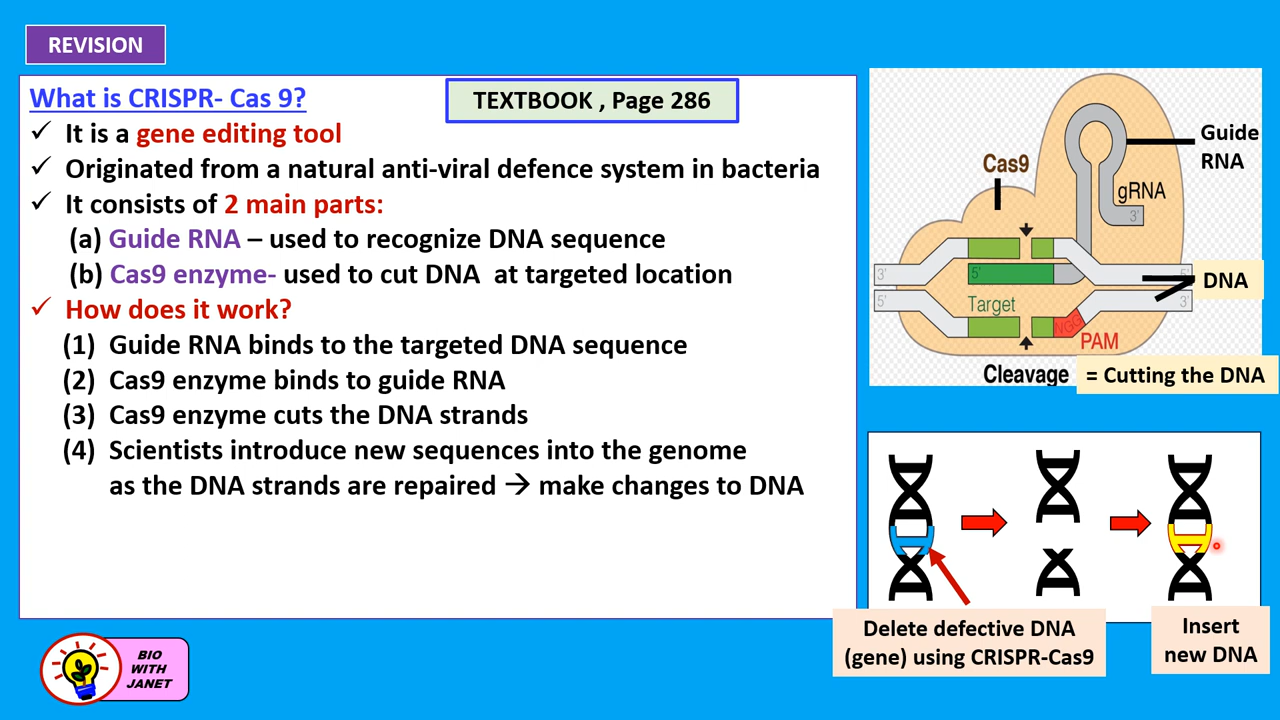 REVISION
What is CRISPR- Cas 9?
TEXTBOOK , Page 286
✓ It is a gene editing tool
✓ Originated from a natural anti-viral defence system in bacteria
✓ It consists of 2 main parts:
(a) Guide RNA – used to recognize DNA sequence
(b) Cas9 enzyme- used to cut DNA at targeted location
✓ How does it work?
(1) Guide RNA binds to the targeted DNA sequence
(2) Cas9 enzyme binds to guide RNA
(3) Cas9 enzyme cuts the DNA strands
(4) Scientists introduce new sequences into the genome
as the DNA strands are repaired → make changes to DNA
Guide
RNA
Cas9
gRNA
3'
3'
5'
5'
DNA
5'
3'
Target
NGG
PAM
Cleavage
= Cutting the DNA
Delete defective DNA
(gene) using CRISPR-Cas9
Insert
new DNA
BIO
WITH
JANET